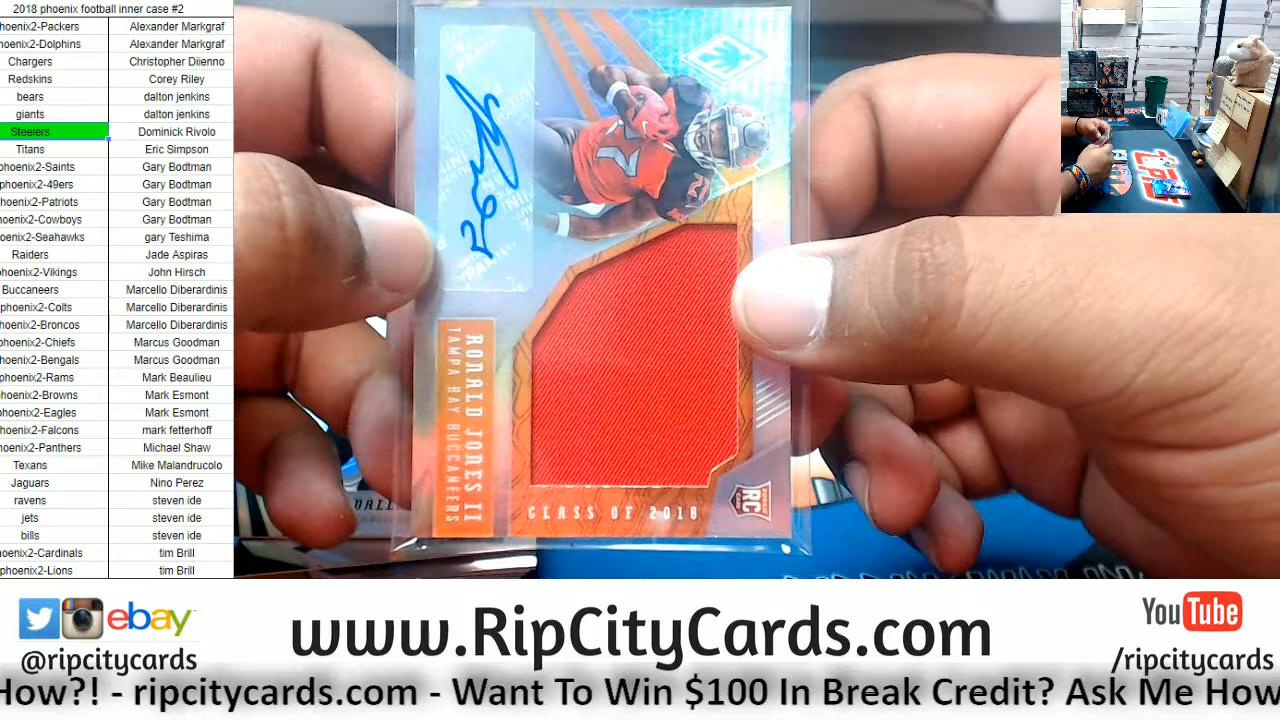 2018 phoenix football inner case #2
hoenix2-Packers Alexander Markgraf
hoenix2-Dolphins Alexander Markgraf
Chargers Christopher Diienno
Redskins Corey Riley
bears dalton jenkins
giants dalton jenkins
Steelers Dominick Rivolo
Titans Eric Simpson
phoenix2-Saints Gary Bodtman
phoenix2-49ers Gary Bodtman
phoenix2-Patriots Gary Bodtman
hoenix2-Cowboys Gary Bodtman
hoenix2-Seahawks gary Teshima
Raiders Jade Aspiras
phoenix2-Vikings John Hirsch
Buccaneers Marcello Diberardinis
phoenix2-Colts Marcello Diberardinis
hoenix2-Broncos Marcello Diberardinis
phoenix2-Chiefs Marcus Goodman
hoenix2-Bengals Marcus Goodman
phoenix2-Rams Mark Beaulieu
phoenix2-Browns Mark Esmont
phoenix2-Eagles Mark Esmont
phoenix2-Falcons mark fetterhoff
hoenix2-Panthers Michael Shaw
Texans Mike Malandrucolo
Jaguars Nino Perez
ravens steven ide
jets steven ide
bills steven ide
oenix2-Cardinals tim Brill
phoenix2-Lions tim Brill
RONALD JONES II
TAMPA BAY BUCCANEERS
CLASS OF 2018
ROOKIE
RC
CARD
ebay
@ripcitycards
www.RipCityCards.com
YouTube
/ripcitycards
How?! - ripcitycards.com - Want To Win $100 In Break Credit? Ask Me How